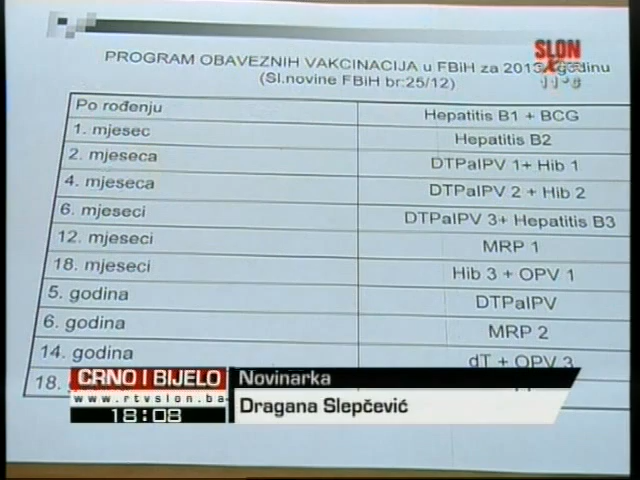 PROGRAM OBAVEZNIH VAKCINACIJA u FBiH za 2013. godinu
(Sl.novine FBiH br:25/12)
SLON
11°C
Po rođenju Hepatitis B1 + BCG
1. mjesec Hepatitis B2
2. mjeseca DTPaIPV 1+ Hib 1
4. mjeseca DTPaIPV 2 + Hib 2
6. mjeseci DTPaIPV 3+ Hepatitis B3
12. mjeseci MRP 1
18. mjeseci Hib 3 + OPV 1
5. godina DTPaIPV
6. godina MRP 2
14. godina dT + OPV 3
18.
CRNO I BIJELO
www.rtvslon.ba
18:08
Novinarka
Dragana Slepčević